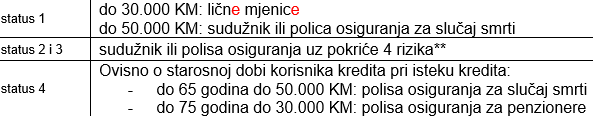 status 1
do 30.000 KM: lične mjenice
do 50.000 KM: sudužnik ili polica osiguranja za slučaj smrti
status 2 i 3
sudužnik ili polisa osiguranja uz pokriće 4 rizika**
status 4
Ovisno o starosnoj dobi korisnika kredita pri isteku kredita:
- do 65 godina do 50.000 KM: polisa osiguranja za slučaj smrti
- do 75 godina do 30.000 KM: polisa osiguranja za penzionere